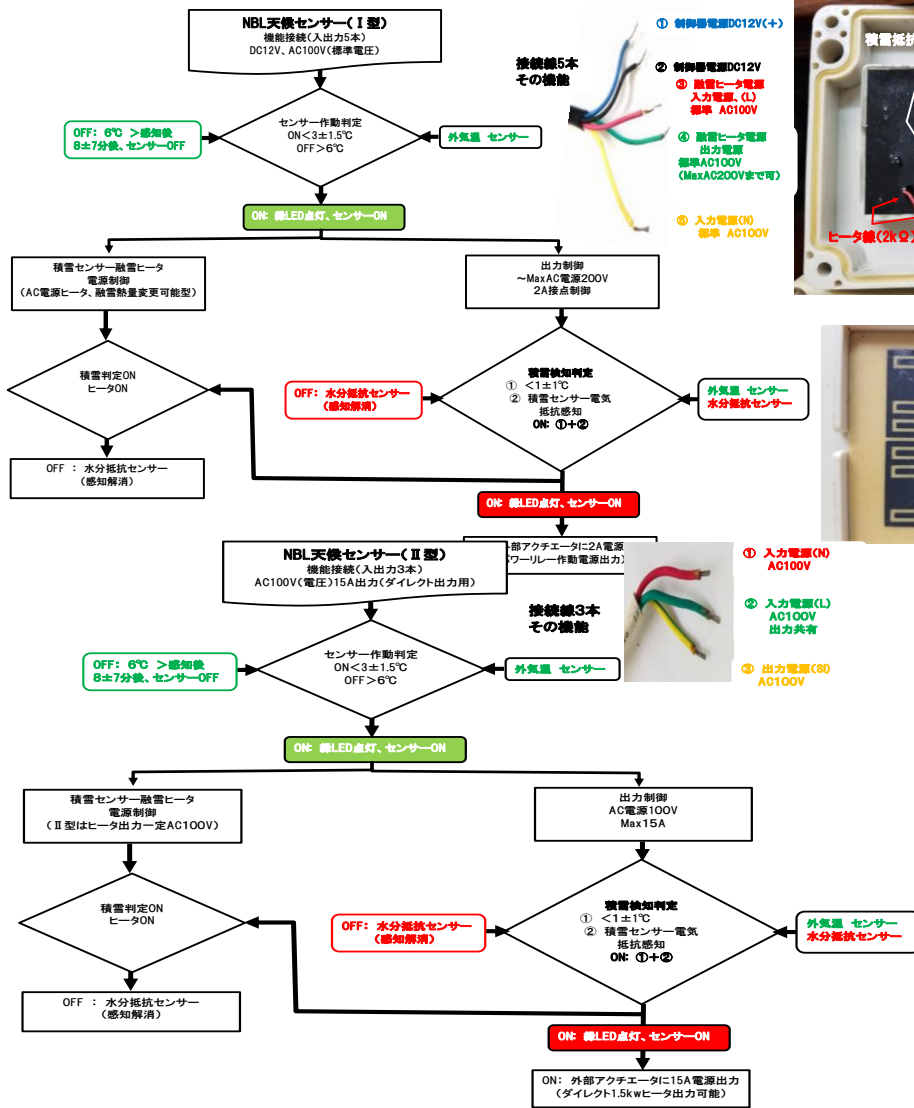 NBL天候センサー(Ⅰ型)
機能接続(入出力5本)
DC12V、AC100V(標準電圧)
接続線5本
その機能
① 制御器電源DC12V(+)
② 制御器電源DC12V
③ 融雪ヒータ電源
入力電源、(L)
標準 AC100V
④ 融雪ヒータ電源
出力電源
標準AC100V
(MaxAC200Vまで可)
⑤ 入力電源(N)
標準 AC100V
積雪抵抗
ヒータ線(2kΩ)
OFF: 6℃ >感知後
8±7分後、センサーOFF
センサー作動判定
ON<3±1.5℃
OFF>6℃
外気温 センサー
ON: 緑LED点灯、センサーON
積雪センサー融雪ヒータ
電源制御
(AC電源ヒータ、融雪熱量変更可能型)
出力制御
~MaxAC電源200V
2A接点制御
積雪判定ON
ヒータON
OFF: 水分抵抗センサー
(感知解消)
積雪検知判定
① <1±1℃
② 積雪センサー電気
抵抗感知
ON: ①+②
外気温 センサー
水分抵抗センサー
OFF : 水分抵抗センサー
(感知解消)
ON: 緑LED点灯、センサーON
部アクチエータに2A電源
パワーリレー作動電源出力)
NBL天候センサー(Ⅱ型)
機能接続(入出力3本)
AC100V(電圧)15A出力(ダイレクト出力用)
接続線3本
その機能
① 入力電源(N)
AC100V
② 入力電源(L)
AC100V
出力共有
③ 出力電源(SI)
AC100V
OFF: 6℃ >感知後
8±7分後、センサーOFF
センサー作動判定
ON<3±1.5℃
OFF>6℃
外気温 センサー
ON: 緑LED点灯、センサーON
積雪センサー融雪ヒータ
電源制御
(Ⅱ型はヒータ出力一定AC100V)
出力制御
AC電源100V
Max15A
積雪判定ON
ヒータON
OFF: 水分抵抗センサー
(感知解消)
積雪検知判定
① <1±1℃
② 積雪センサー電気
抵抗感知
ON: ①+②
外気温 センサー
水分抵抗センサー
OFF : 水分抵抗センサー
(感知解消)
ON: 緑LED点灯、センサーON
ON: 外部アクチエータに15A電源出力
(ダイレクト1.5kwヒータ出力可能)